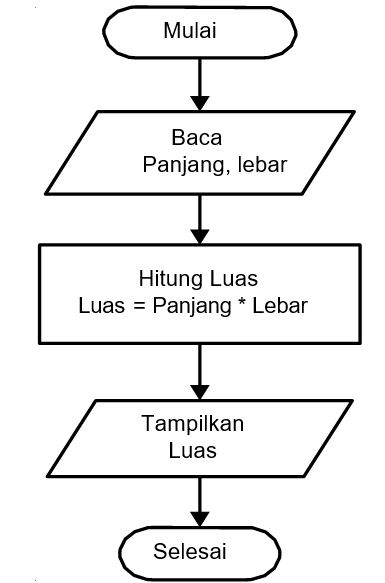 Mulai
Baca
Panjang, lebar
Hitung Luas
Luas = Panjang * Lebar
Tampilkan
Luas
Selesai